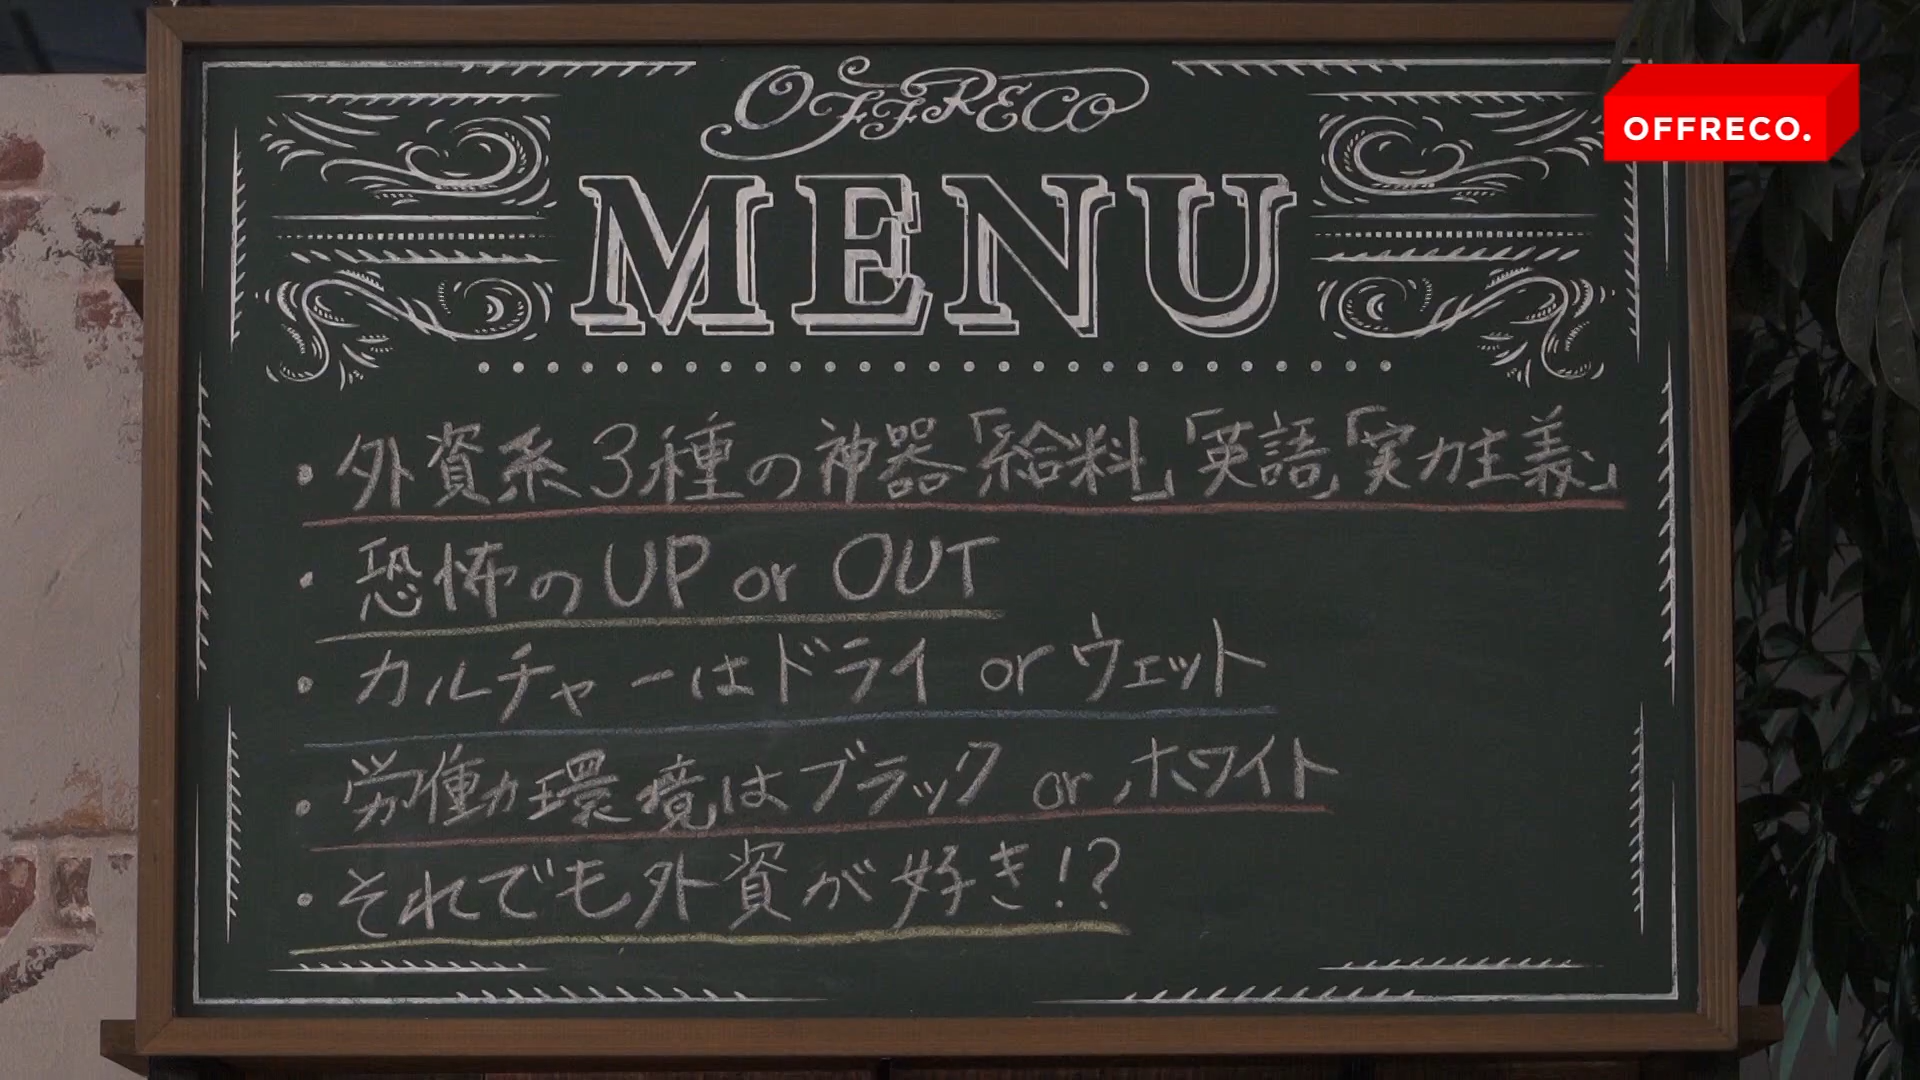 OFFRECO
OFFRECO.
MENU
・外資系3種の神器「給料」「英語」「実力主義」
・恐怖のUP or OUT
・カルチャーはドライ or ウェット
・労働環境はブラック or ホワイト
・それでも外資が好き!?